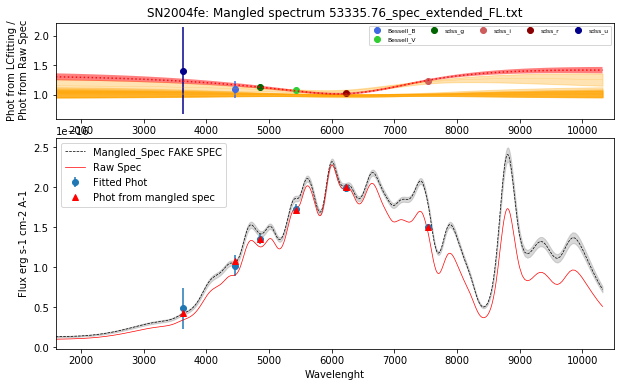 SN2004fe: Mangled spectrum 53335.76_spec_extended_FL.txt
Phot from LCfitting /
Phot from Raw Spec
2.0
1.5
1.0
Bessell_B
Bessell_V
sdss_g
sdss_i
sdss_r
sdss_u
2000 3000 4000 5000 6000 7000 8000 9000 10000
Flux erg s-1 cm-2 A-1
2.5
2.0
1.5
1.0
0.5
0.0
Mangled_Spec FAKE SPEC
Raw Spec
Fitted Phot
Phot from mangled spec
2000 3000 4000 5000 6000 7000 8000 9000 10000
Wavelenght